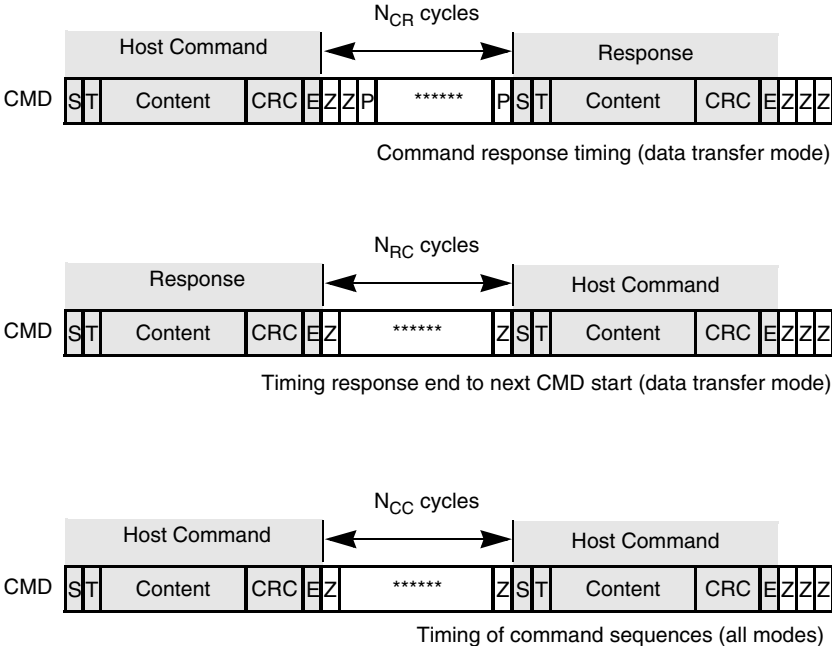 N_CR cycles
Host Command Response
CMD S T Content CRC E Z Z P ****** P S T Content CRC E Z Z Z
Command response timing (data transfer mode)
N_RC cycles
Response Host Command
CMD S T Content CRC E Z ****** Z S T Content CRC E Z Z Z
Timing response end to next CMD start (data transfer mode)
N_CC cycles
Host Command Host Command
CMD S T Content CRC E Z ****** Z S T Content CRC E Z Z Z
Timing of command sequences (all modes)